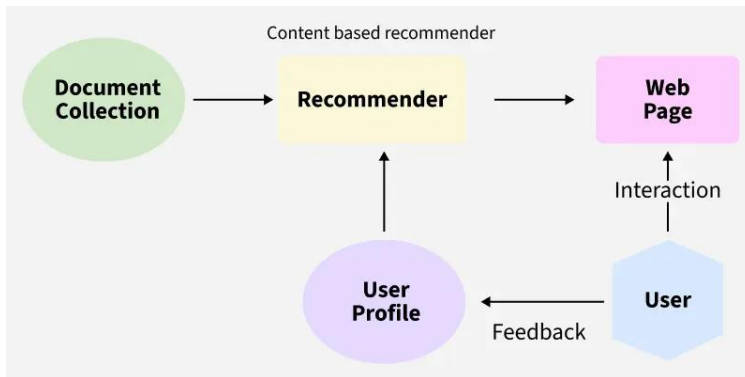 Content based recommender
Document
Collection
Recommender
Web
Page
Interaction
User
Profile
User
Feedback